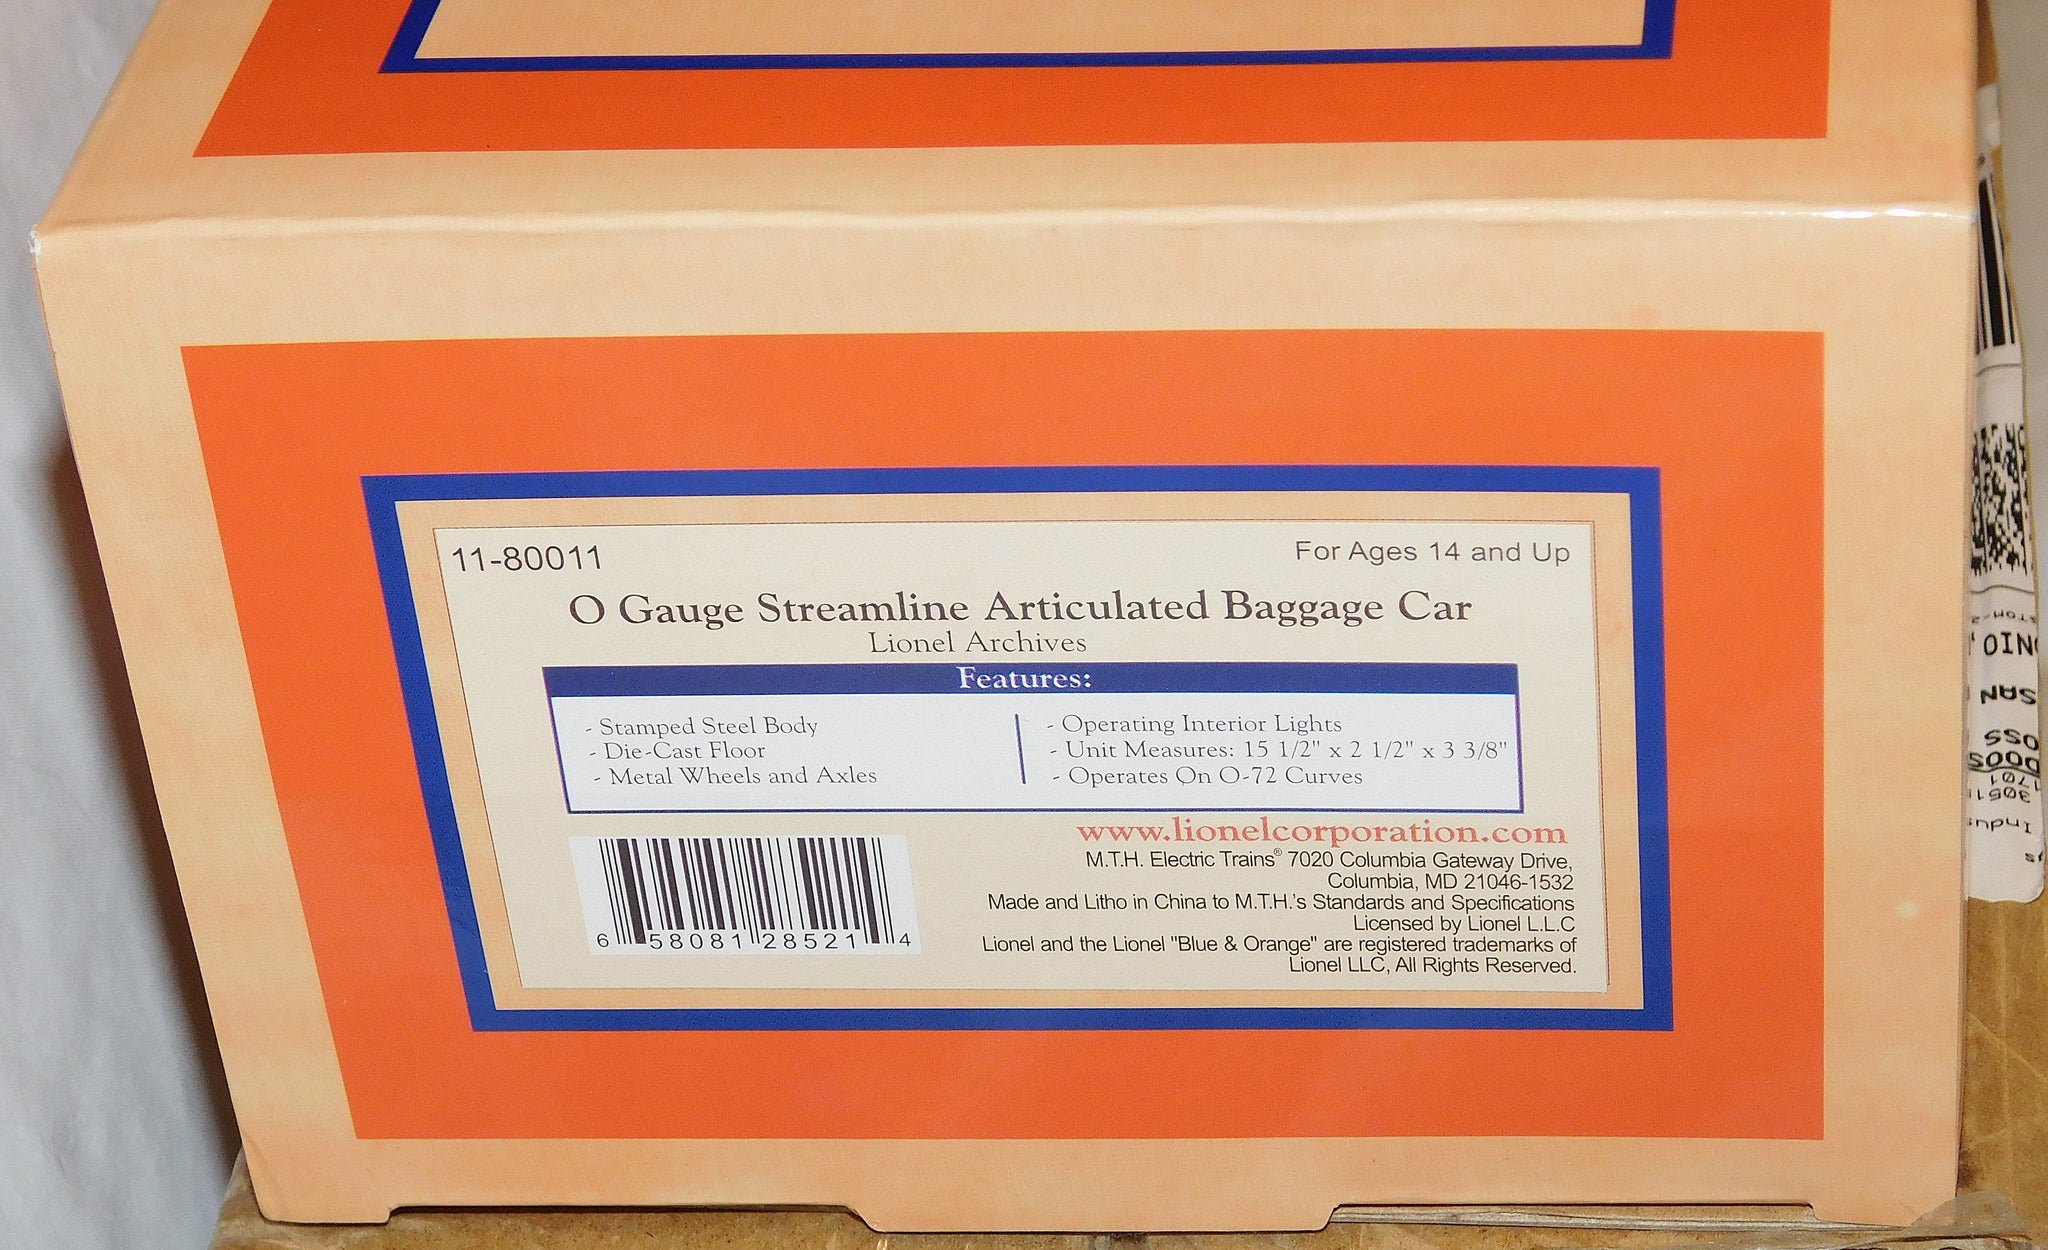 11-80011
For Ages 14 and Up
O Gauge Streamline Articulated Baggage Car
Lionel Archives
Features:
- Stamped Steel Body
- Die-Cast Floor
- Metal Wheels and Axles
- Operating Interior Lights
- Unit Measures: 15 1/2" x 2 1/2" x 3 3/8"
- Operates On O-72 Curves
www.lionelcorporation.com
M.T.H. Electric Trains® 7020 Columbia Gateway Drive,
Columbia, MD 21046-1532
Made and Litho in China to M.T.H.'s Standards and Specifications
Licensed by Lionel L.L.C
Lionel and the Lionel "Blue & Orange" are registered trademarks of
Lionel LLC, All Rights Reserved.
6 58081 28521 4
SAN